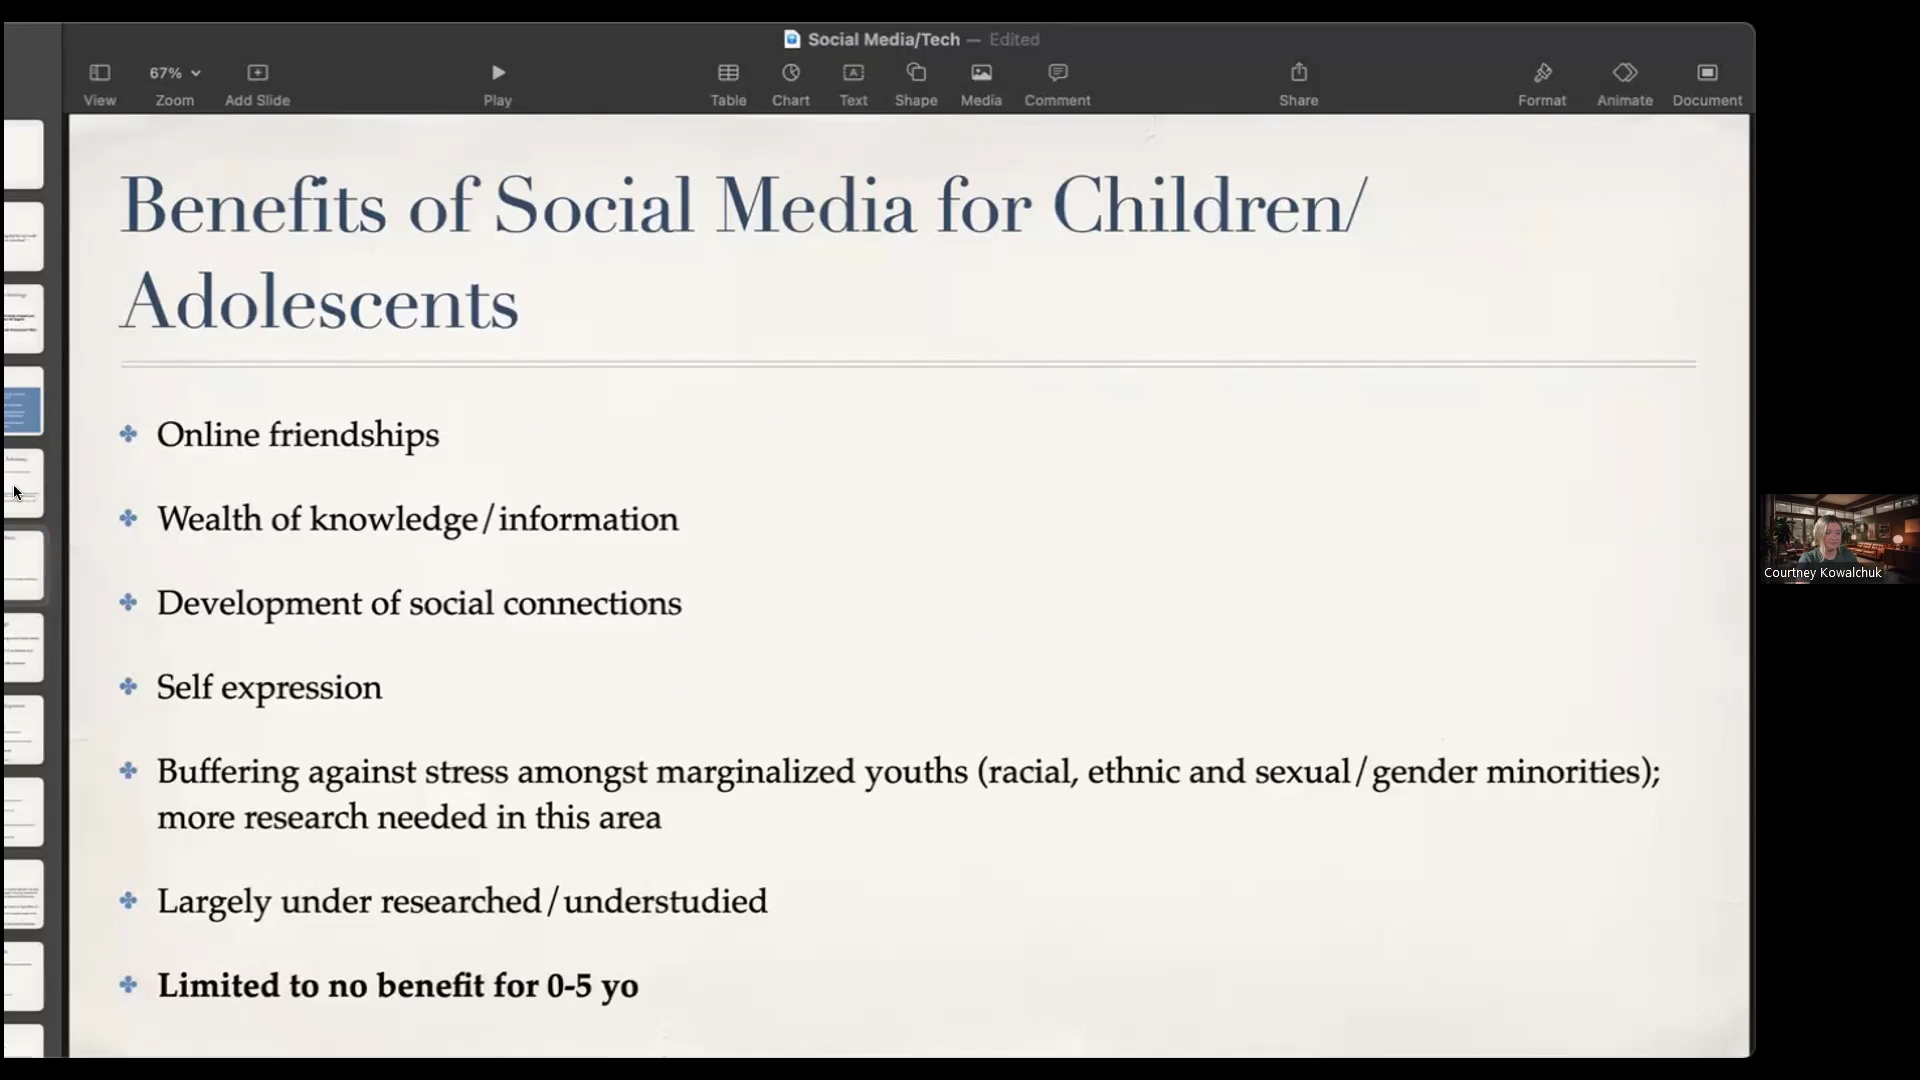 Social Media/Tech — Edited
67%
View Zoom Add Slide Play Table Chart Text Shape Media Comment Share Format Animate Document
Benefits of Social Media for Children/
Adolescents
Online friendships
Wealth of knowledge/information
Development of social connections
Self expression
Buffering against stress amongst marginalized youths (racial, ethnic and sexual/gender minorities);
more research needed in this area
Largely under researched/understudied
Limited to no benefit for 0-5 yo
Courtney Kowalchuk